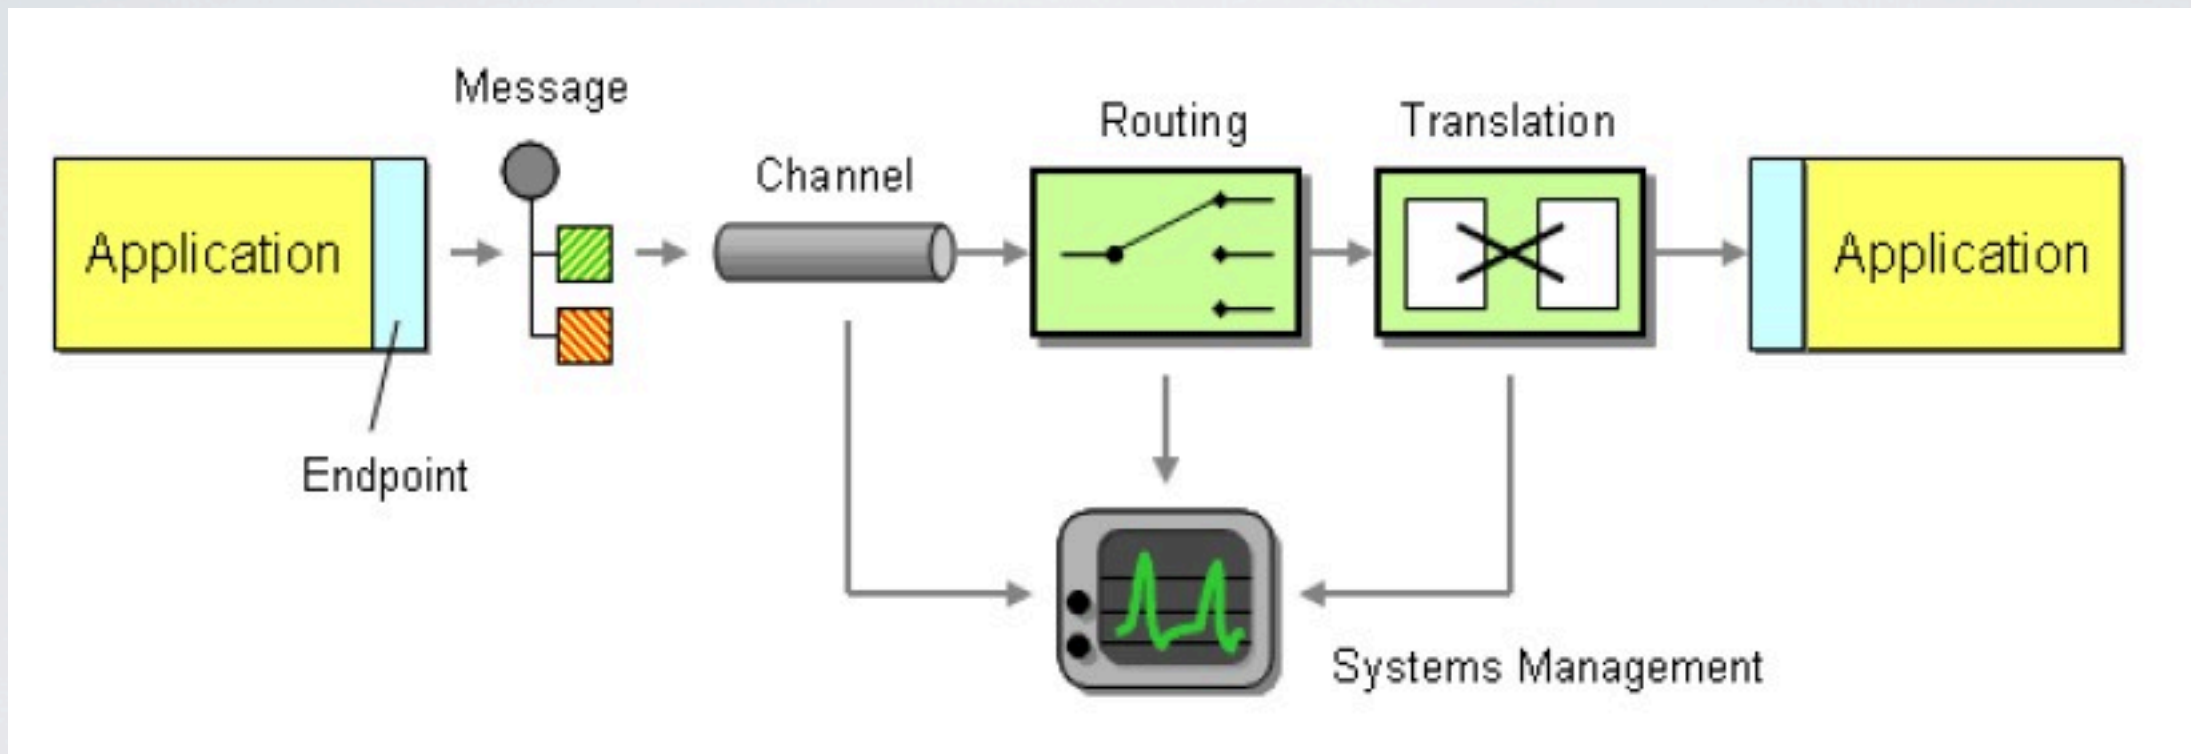 Message
Routing
Translation
Channel
Application
Application
Endpoint
Systems Management